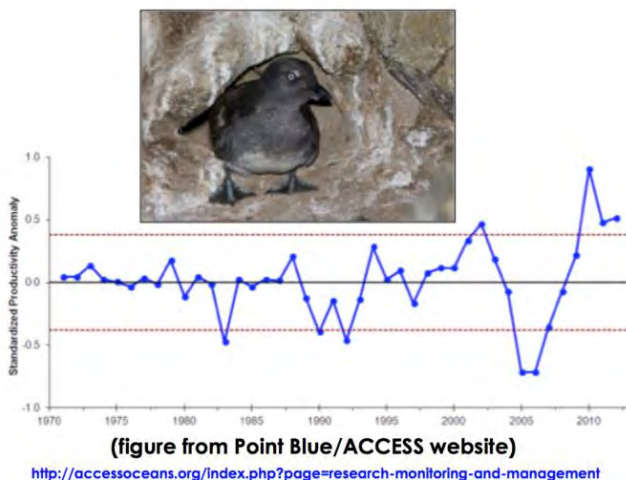 1.0
0.5
0.0
-0.5
-1.0
Standardized Productivity Anomaly
1970 1975 1980 1985 1990 1995 2000 2005 2010
(figure from Point Blue/ACCESS website)
http://accessoceans.org/index.php?page=research-monitoring-and-management